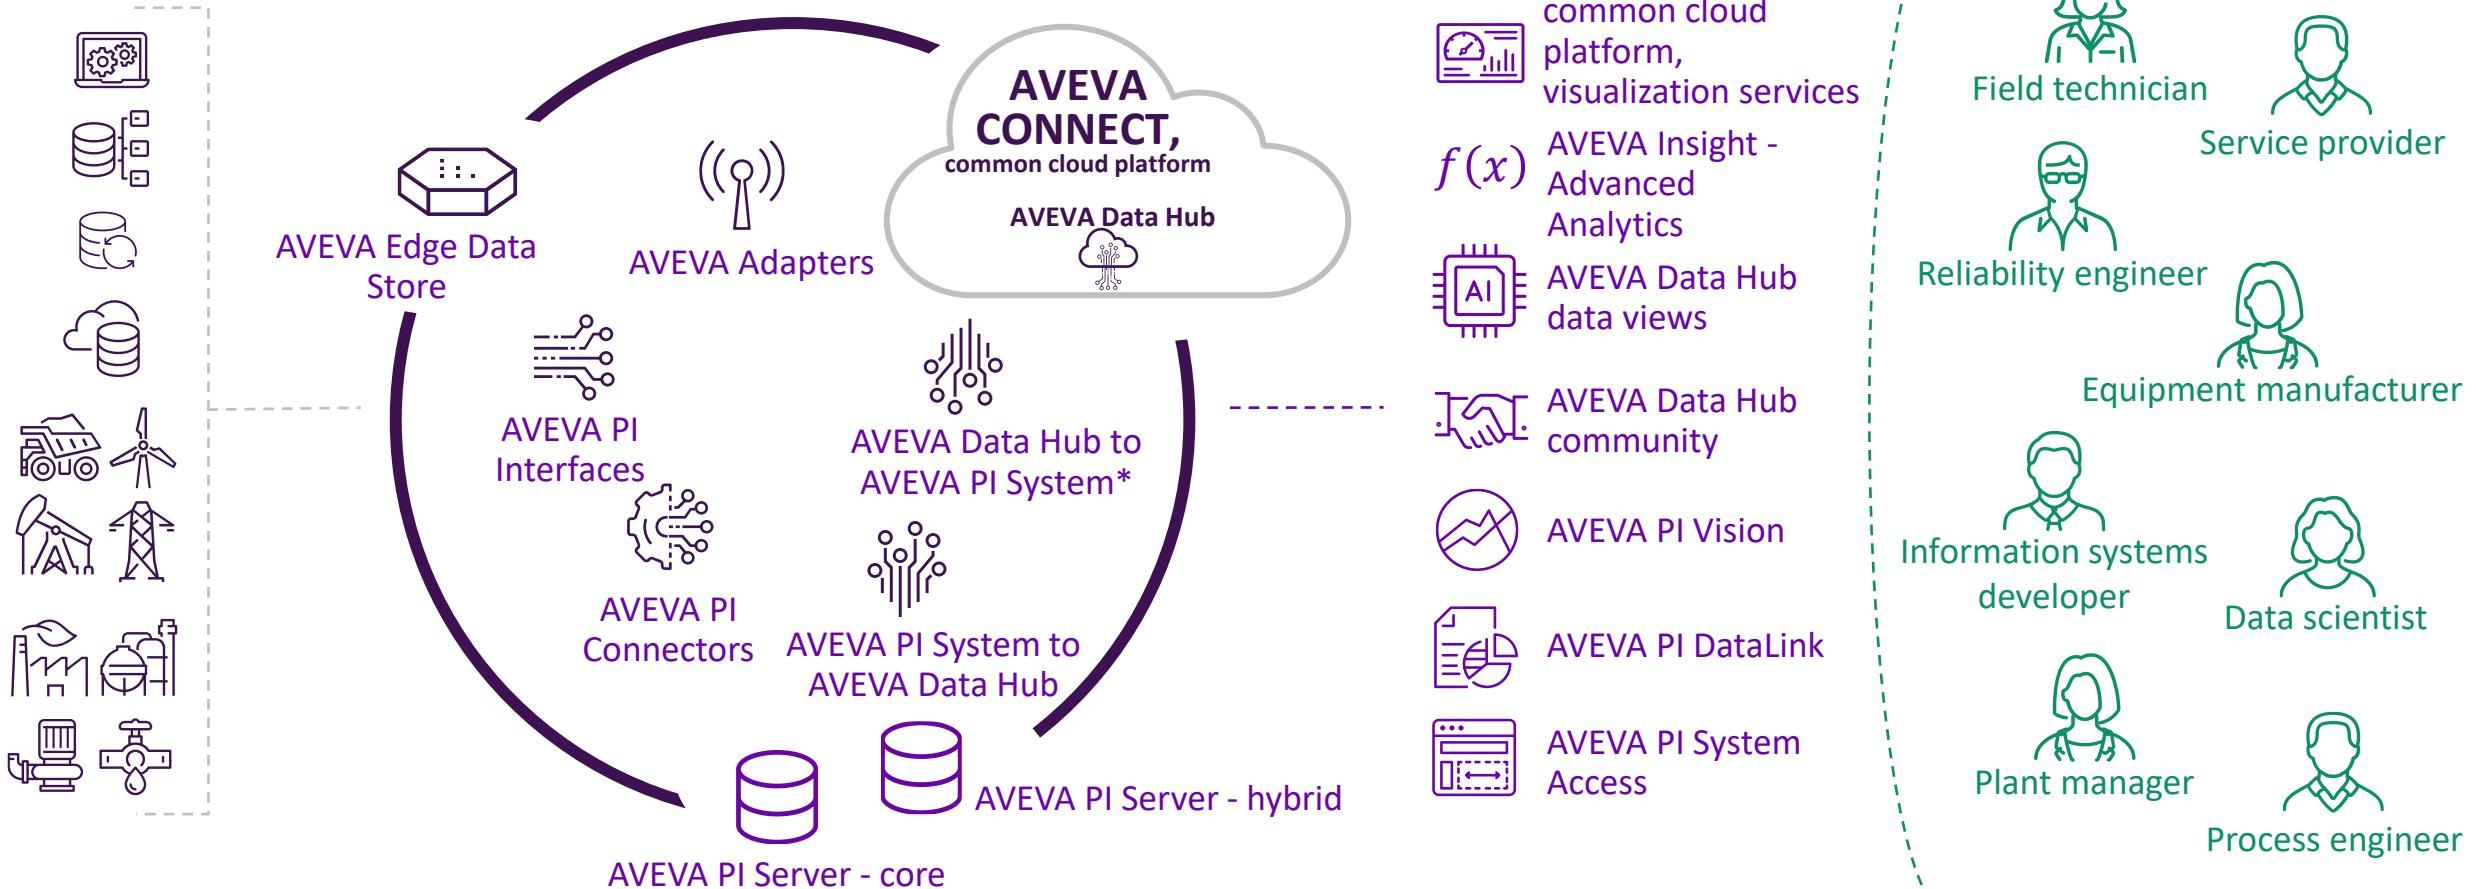 AVEVA
CONNECT,
common cloud platform
AVEVA Data Hub
AVEVA Edge Data
Store
AVEVA Adapters
AVEVA PI
Interfaces
AVEVA Data Hub to
AVEVA PI System*
AVEVA PI
Connectors
AVEVA PI System to
AVEVA Data Hub
AVEVA PI Server - hybrid
AVEVA PI Server - core
common cloud
platform,
visualization services
f(x)
AVEVA Insight -
Advanced
Analytics
AI
AVEVA Data Hub
data views
AVEVA Data Hub
community
AVEVA PI Vision
AVEVA PI DataLink
AVEVA PI System
Access
Field technician
Service provider
Reliability engineer
Equipment manufacturer
Information systems
developer
Data scientist
Plant manager
Process engineer